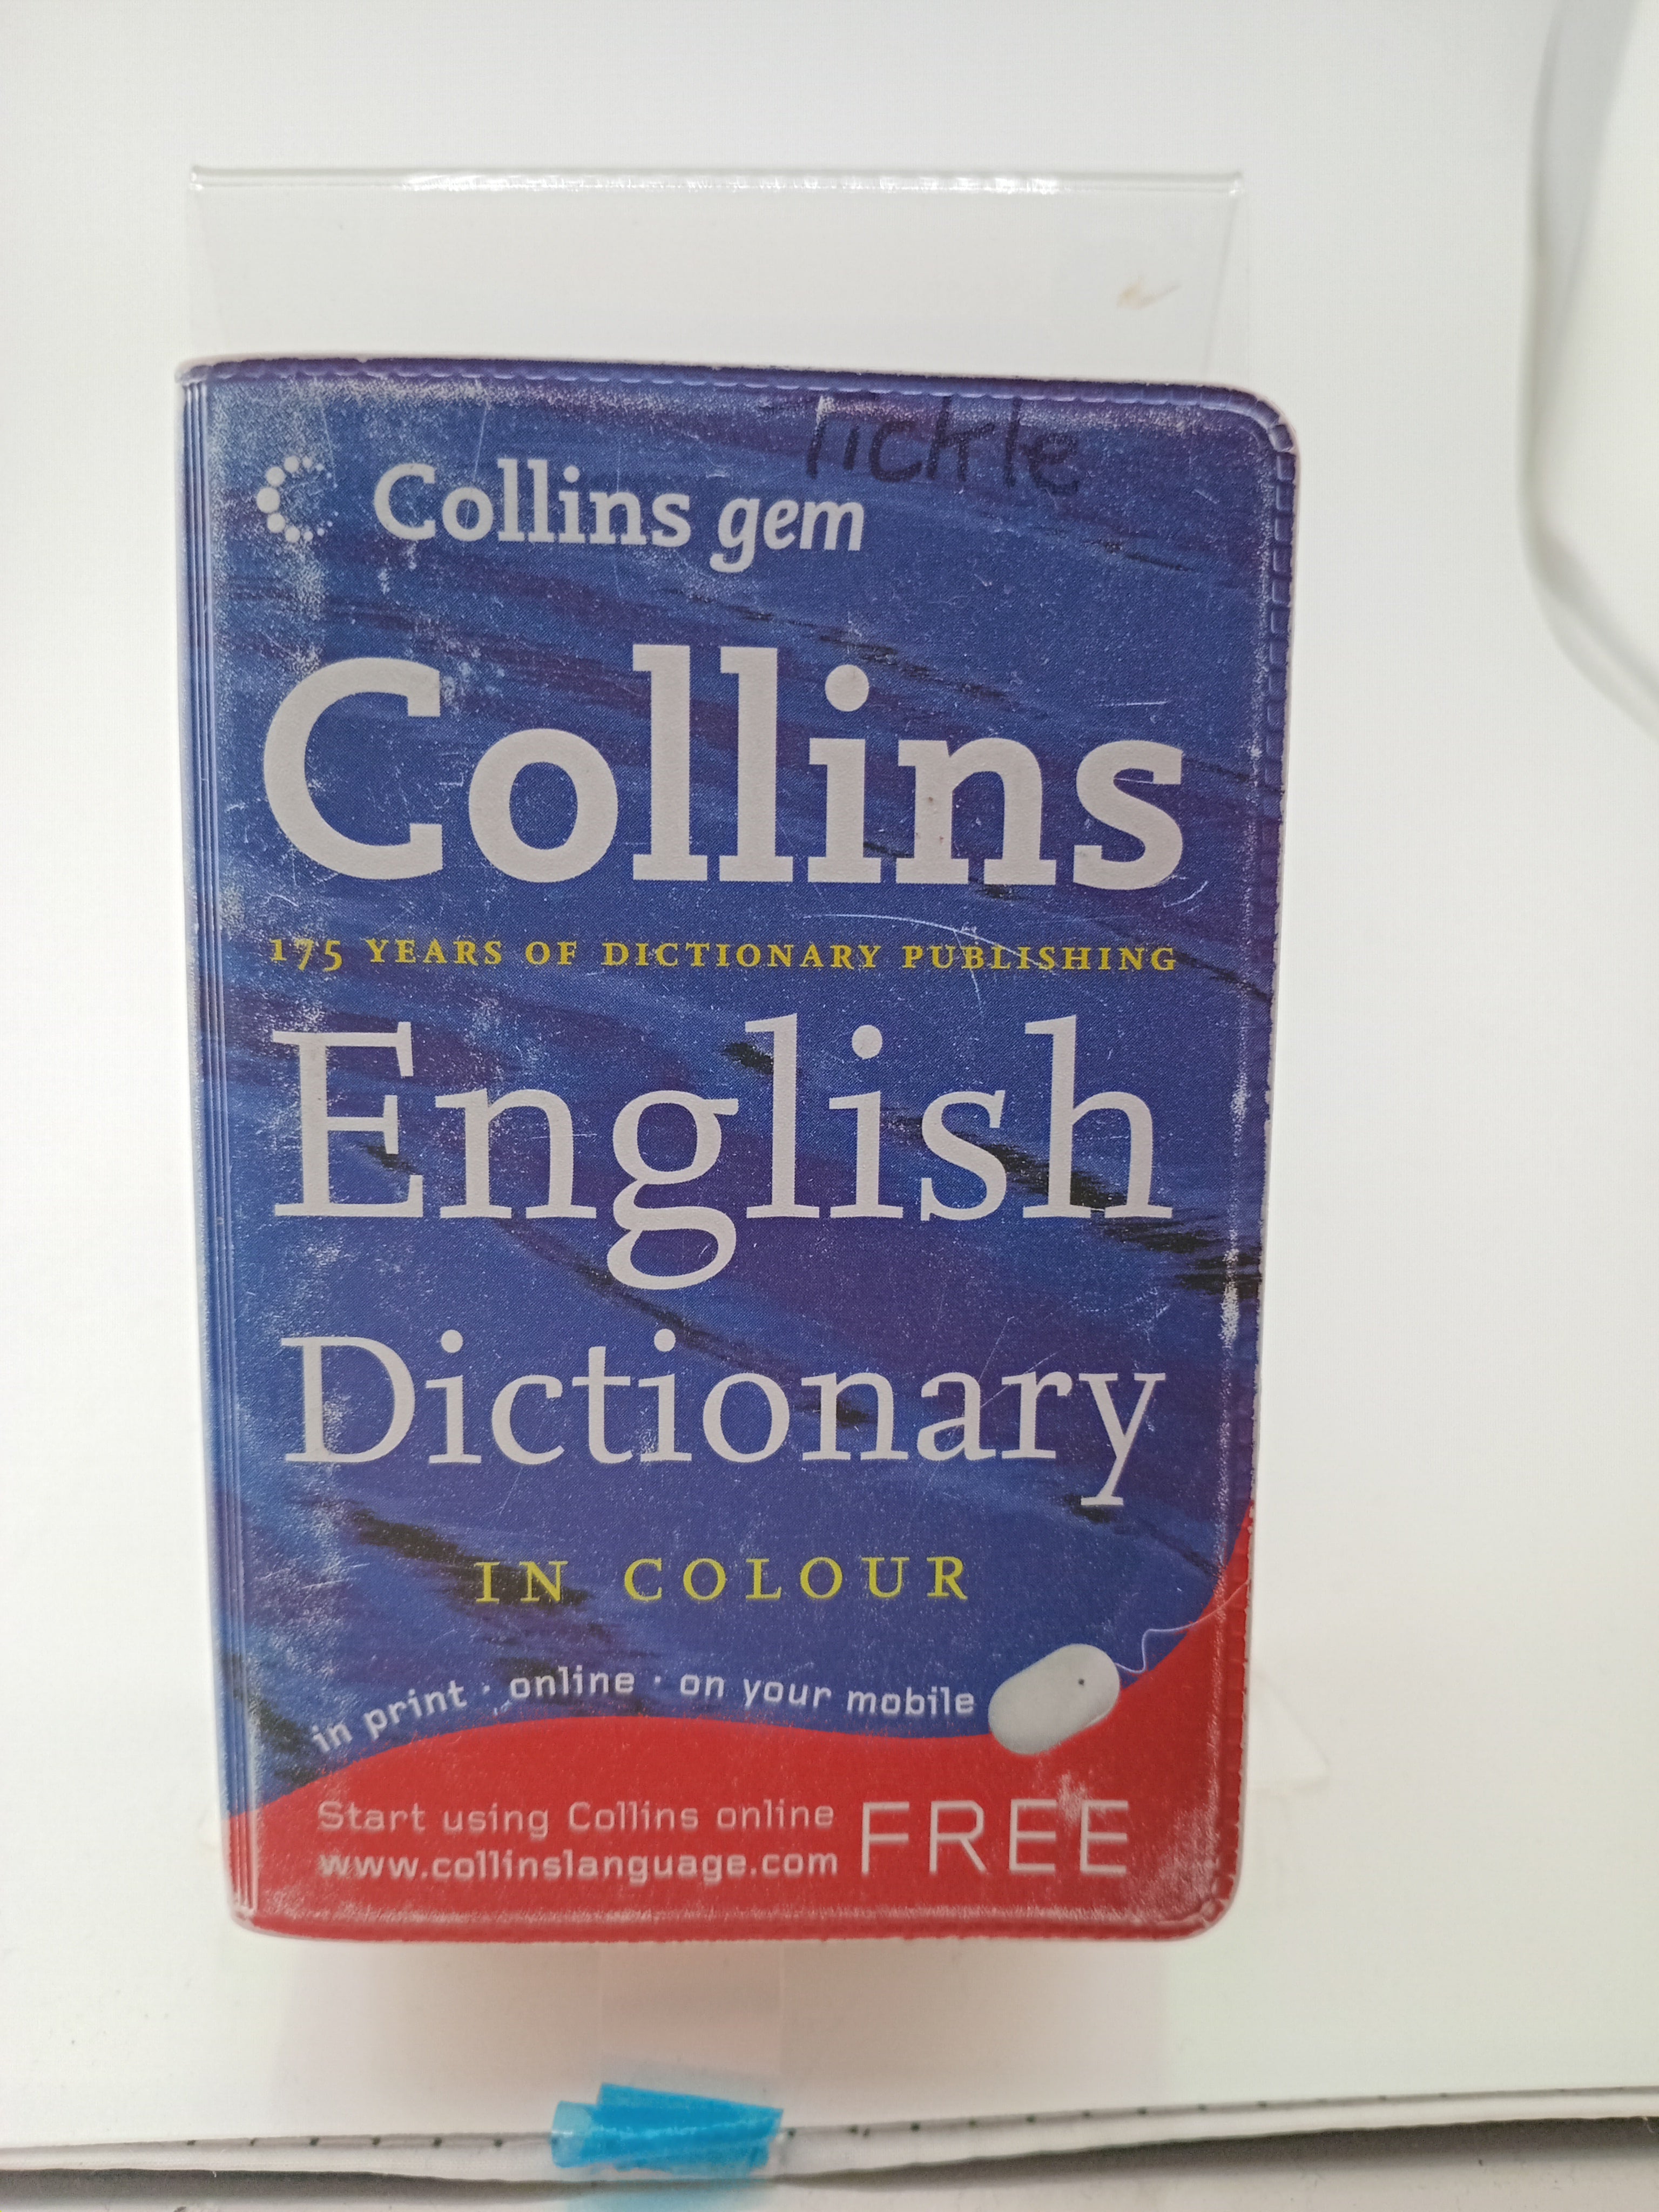 Tickle
Collins gem
Collins
175 YEARS OF DICTIONARY PUBLISHING
English
Dictionary
IN COLOUR
in print · online · on your mobile
Start using Collins online
www.collinslanguage.com
FREE